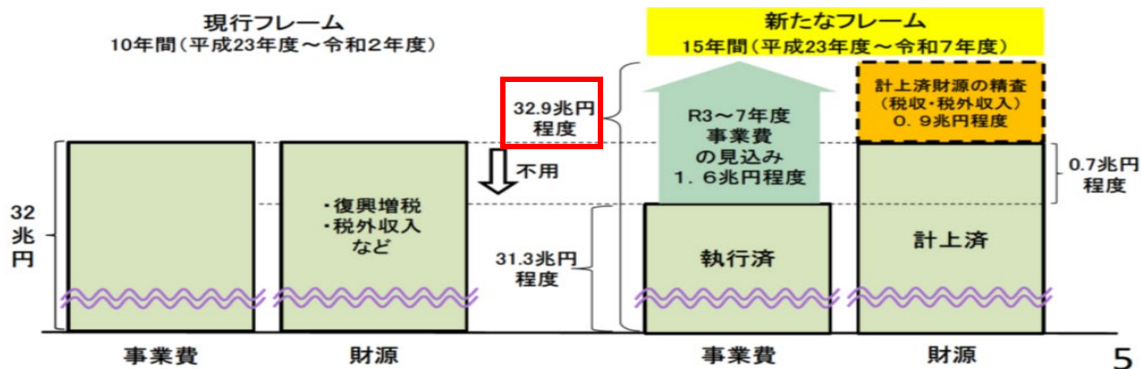 現行フレーム
10年間(平成23年度～令和2年度)
新たなフレーム
15年間(平成23年度～令和7年度)
32.9兆円
程度
不用
R3～7年度
事業費
の見込み
1.6兆円程度
計上済財源の精査
(税収・税外収入)
0.9兆円程度
0.7兆円
程度
32
兆
円
・復興増税
・税外収入
など
31.3兆円
程度
執行済
計上済
事業費
財源
事業費
財源
5